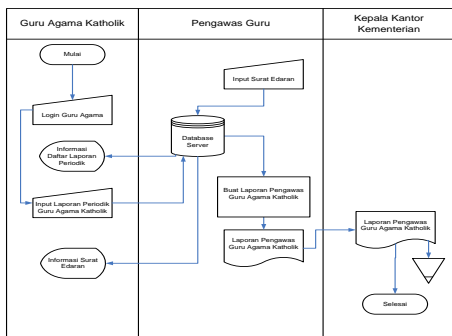 Guru Agama Katholik
Pengawas Guru
Kepala Kantor
Kementerian
Mulai
Input Surat Edaran
Login Guru Agama
Database
Server
Informasi
Daftar Laporan
Periodik
Input Laporan Periodik
Guru Agama Katholik
Buat Laporan Pengawas
Guru Agama Katholik
Laporan Pengawas
Guru Agama Katholik
Laporan Pengawas
Guru Agama Katholik
Informasi Surat
Edaran
Selesai